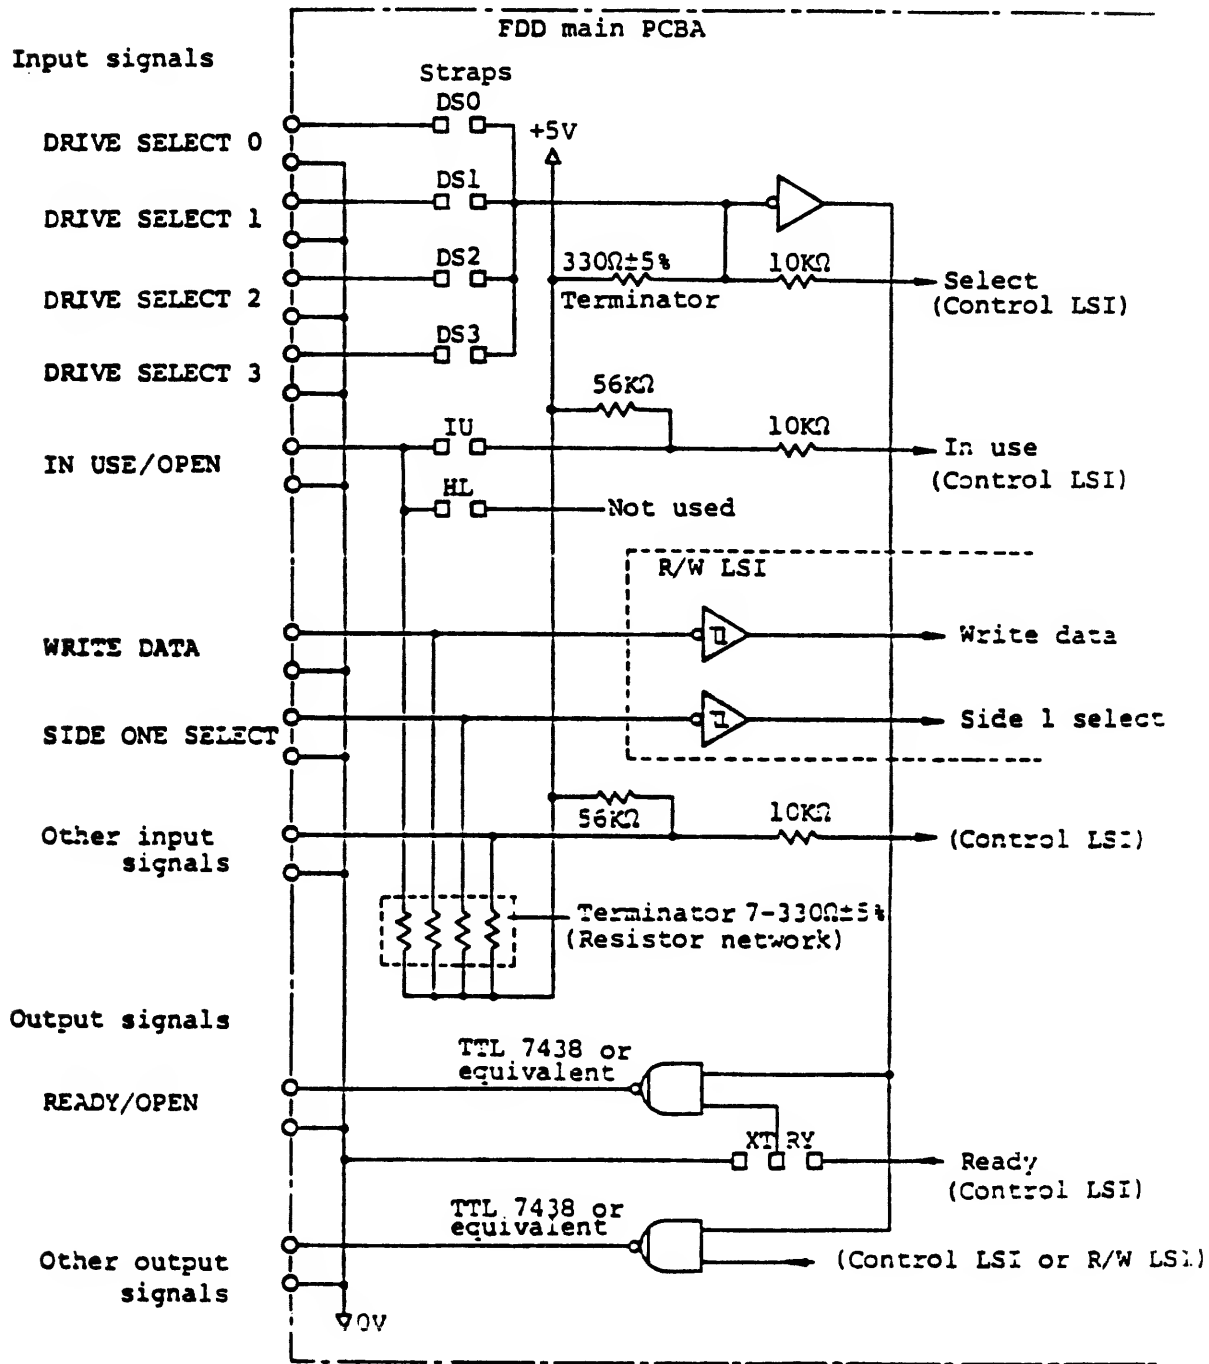 FDD main PCBA
Input signals
Straps
DS0
+5V
DRIVE SELECT 0
DS1
DRIVE SELECT 1
DS2
330Ω±5%
10KΩ
Terminator
Select
(Control LSI)
DRIVE SELECT 2
DS3
DRIVE SELECT 3
56KΩ
IU
10KΩ
In use
(Control LSI)
IN USE/OPEN
HL
Not used
R/W LSI
WRITE DATA
Write data
SIDE ONE SELECT
Side 1 select
Other input
signals
56KΩ
10KΩ
(Control LSI)
Terminator 7-330Ω±5%
(Resistor network)
Output signals
TTL 7438 or
equivalent
READY/OPEN
XT RY
Ready
(Control LSI)
TTL 7438 or
equivalent
Other output
signals
(Control LSI or R/W LSI)
0V